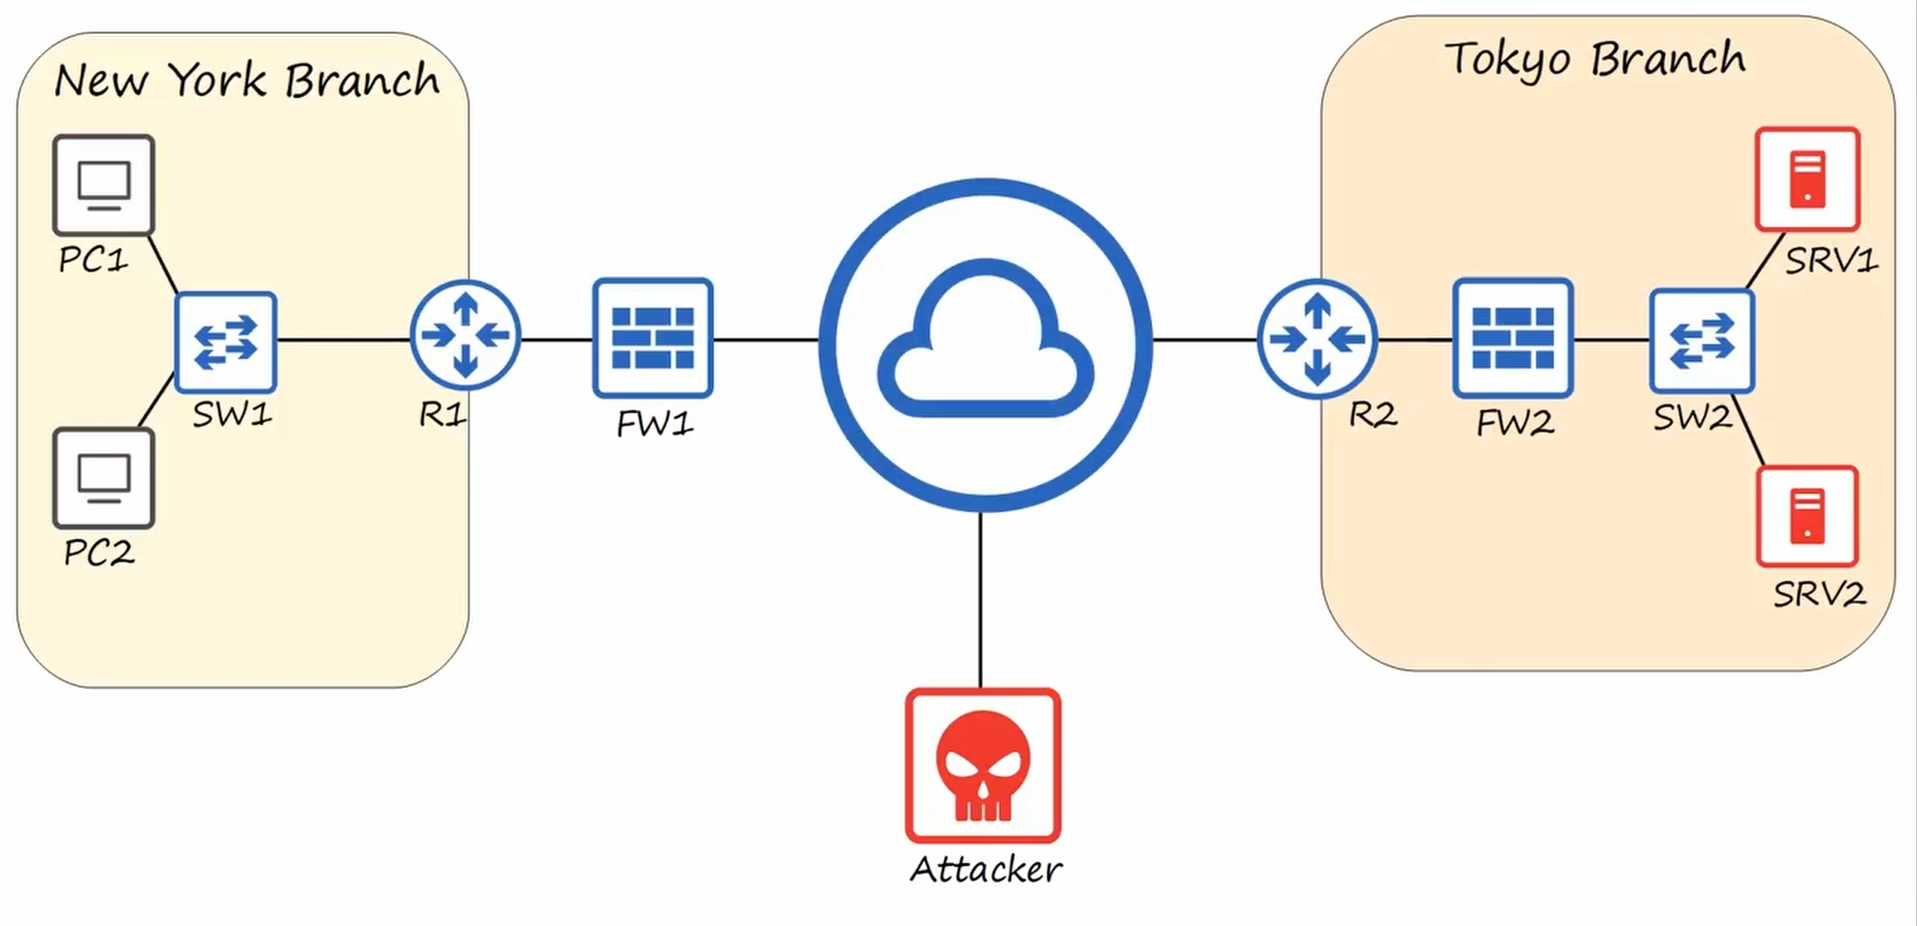 New York Branch
Tokyo Branch
PC1
SRV1
SW1
R1
FW1
R2
FW2
SW2
PC2
SRV2
Attacker